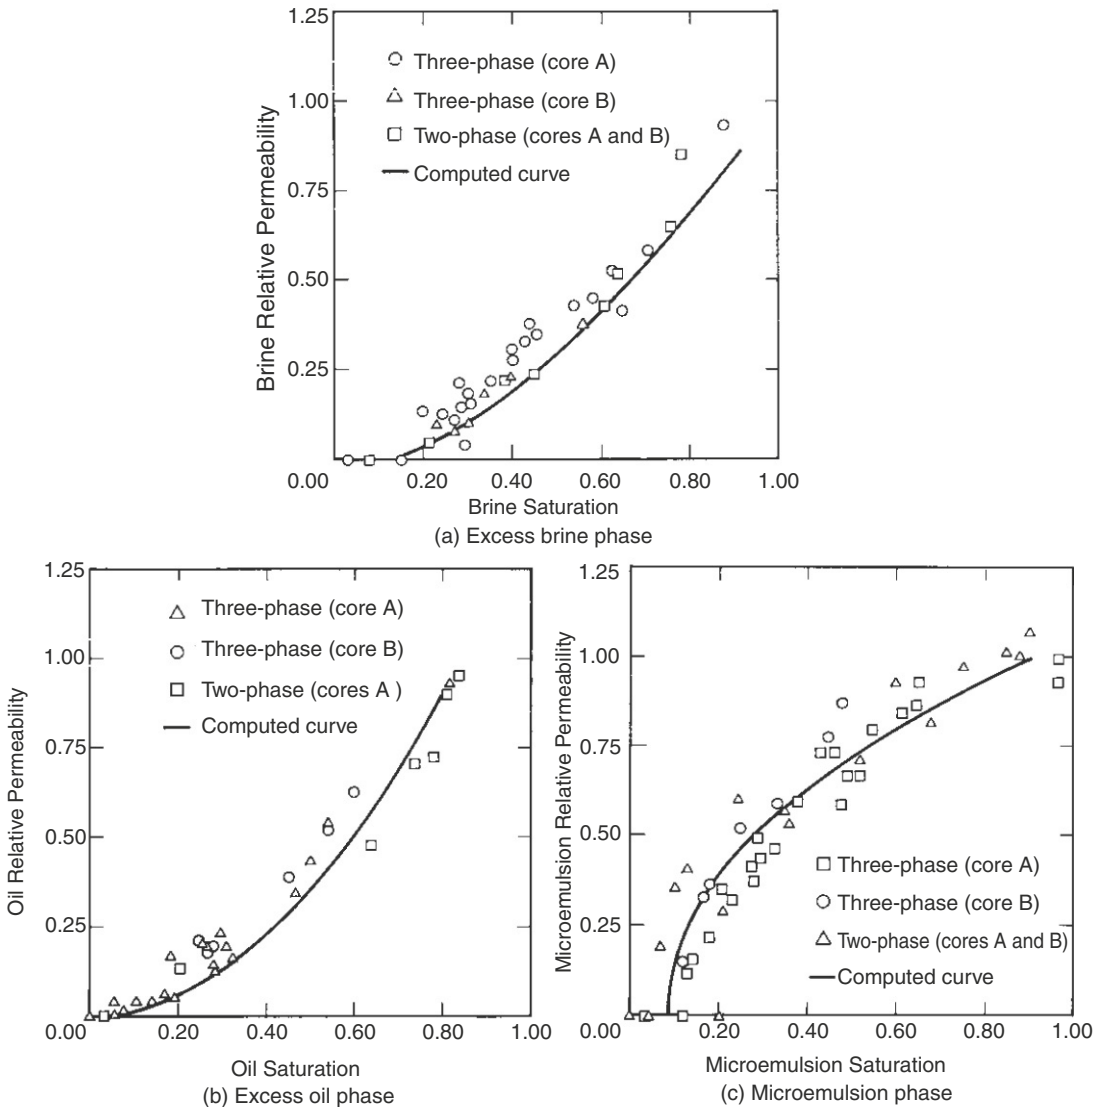 1.25
Three-phase (core A)
1.00
Three-phase (core B)
Two-phase (cores A and B)
Computed curve
0.75
0.50
0.25
Brine Relative Permeability
0.00 0.20 0.40 0.60 0.80 1.00
Brine Saturation
(a) Excess brine phase
1.25
Three-phase (core A)
Three-phase (core B)
1.00
Two-phase (cores A )
Computed curve
0.75
0.50
0.25
Oil Relative Permeability
0.00 0.20 0.40 0.60 0.80 1.00
Oil Saturation
(b) Excess oil phase
1.25
1.00
0.75
0.50
Three-phase (core A)
Three-phase (core B)
0.25
Two-phase (cores A and B)
Computed curve
Microemulsion Relative Permeability
0.00 0.20 0.40 0.60 0.80 1.00
Microemulsion Saturation
(c) Microemulsion phase